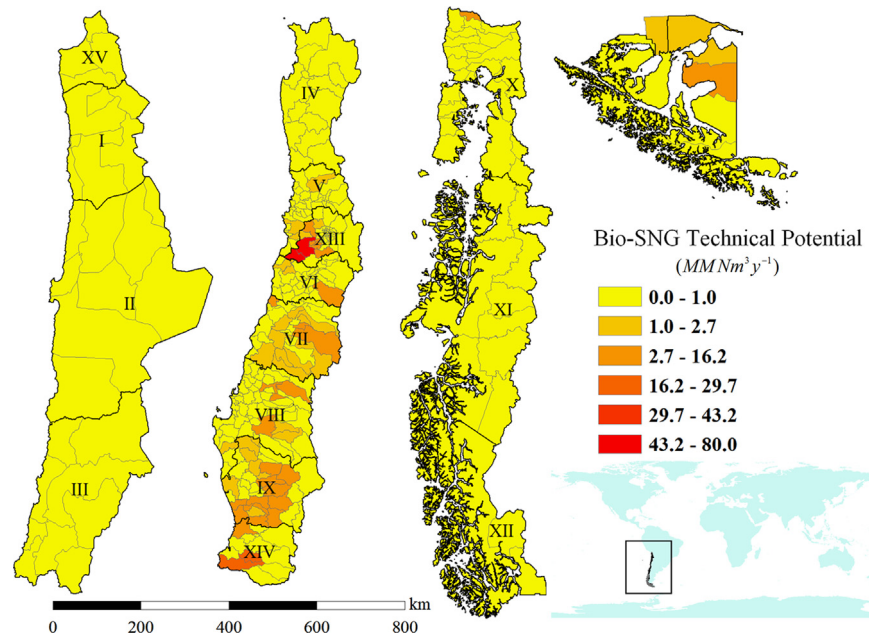 XV
I
II
III
IV
V
XIII
VI
VII
VIII
IX
XIV
X
XI
XII
Bio-SNG Technical Potential
(MM Nm³ y⁻¹)
0.0 - 1.0
1.0 - 2.7
2.7 - 16.2
16.2 - 29.7
29.7 - 43.2
43.2 - 80.0
km
0 200 400 600 800